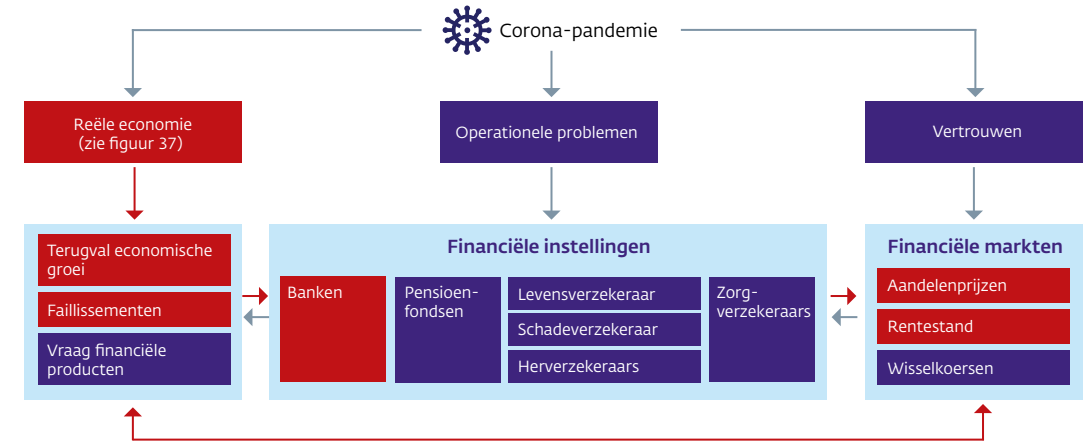 Corona-pandemie
Reële economie
(zie figuur 37)
Operationele problemen
Vertrouwen
Terugval economische
groei
Faillissementen
Vraag financiële
producten
Financiële instellingen
Banken
Pensioen-
fondsen
Levensverzekeraar
Schadeverzekeraar
Herverzekeraars
Zorg-
verzekeraars
Financiële markten
Aandelenprijzen
Rentestand
Wisselkoersen